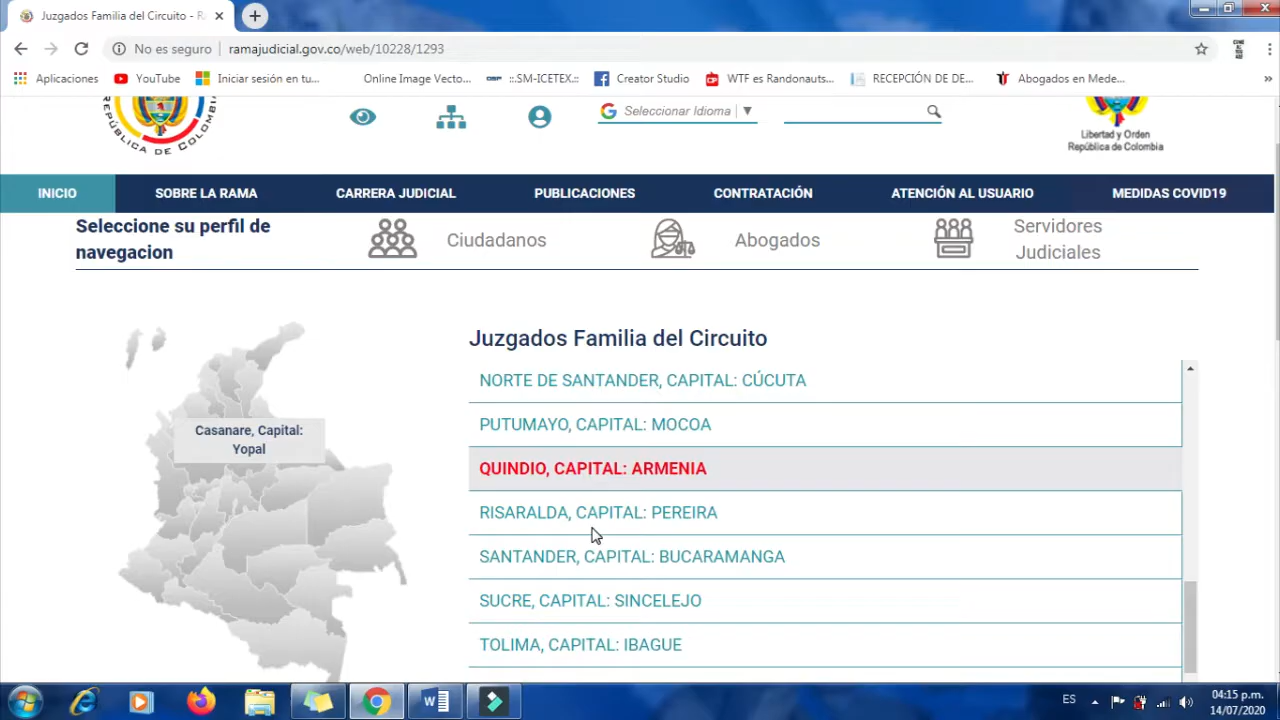 Juzgados Familia del Circuito - R
No es seguro | ramajudicial.gov.co/web/10228/1293
Aplicaciones
YouTube
Iniciar sesión en tu...
Online Image Vecto...
::.SM-ICETEX.::
Creator Studio
WTF es Randonauts...
RECEPCIÓN DE DE...
Abogados en Mede...
»
REPÚBLICA DE COLOMBIA
Seleccionar Idioma
Libertad y Orden
República de Colombia
INICIO
SOBRE LA RAMA
CARRERA JUDICIAL
PUBLICACIONES
CONTRATACIÓN
ATENCIÓN AL USUARIO
MEDIDAS COVID19
Seleccione su perfil de
navegacion
Ciudadanos
Abogados
Servidores
Judiciales
Casanare, Capital:
Yopal
Juzgados Familia del Circuito
NORTE DE SANTANDER, CAPITAL: CÚCUTA
PUTUMAYO, CAPITAL: MOCOA
QUINDIO, CAPITAL: ARMENIA
RISARALDA, CAPITAL: PEREIRA
SANTANDER, CAPITAL: BUCARAMANGA
SUCRE, CAPITAL: SINCELEJO
TOLIMA, CAPITAL: IBAGUE
ES
04:15 p.m.
14/07/2020